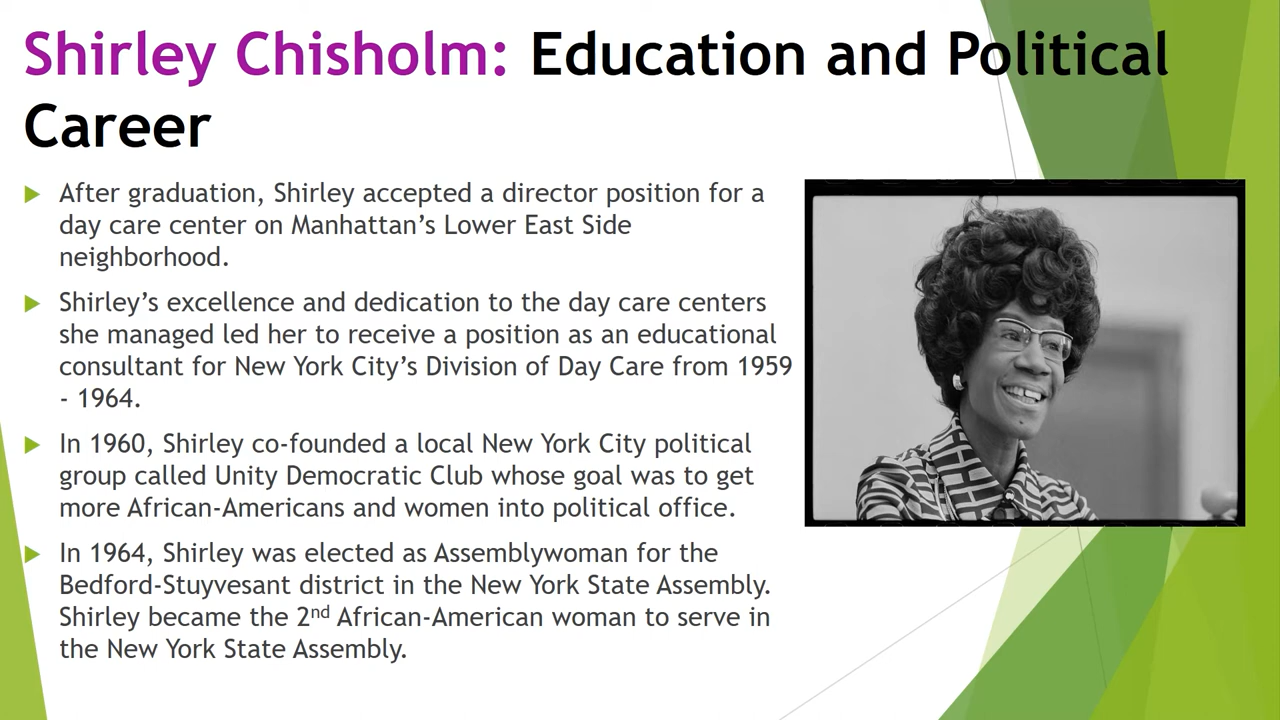 Shirley Chisholm: Education and Political
Career
After graduation, Shirley accepted a director position for a
day care center on Manhattan’s Lower East Side
neighborhood.
Shirley’s excellence and dedication to the day care centers
she managed led her to receive a position as an educational
consultant for New York City’s Division of Day Care from 1959
- 1964.
In 1960, Shirley co-founded a local New York City political
group called Unity Democratic Club whose goal was to get
more African-Americans and women into political office.
In 1964, Shirley was elected as Assemblywoman for the
Bedford-Stuyvesant district in the New York State Assembly.
Shirley became the 2nd African-American woman to serve in
the New York State Assembly.